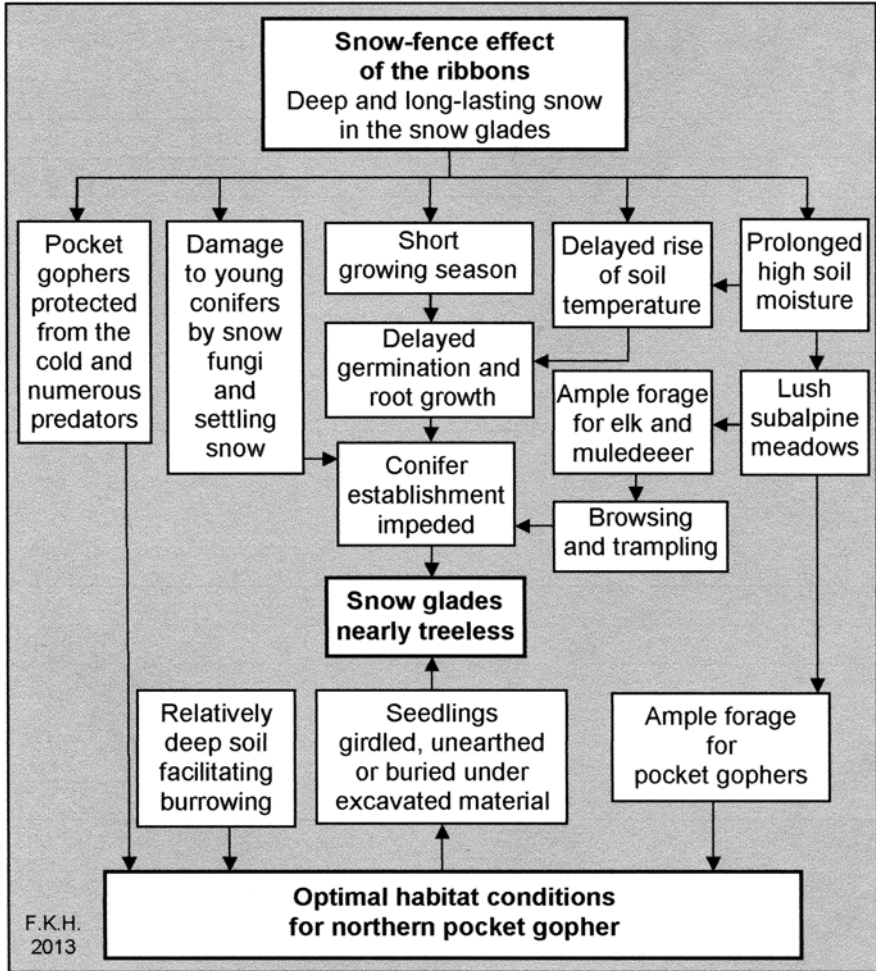 Snow-fence effect
of the ribbons
Deep and long-lasting snow
in the snow glades
Pocket
gophers
protected
from the
cold and
numerous
predators
Damage
to young
conifers
by snow
fungi
and
settling
snow
Short
growing season
Delayed rise
of soil
temperature
Prolonged
high soil
moisture
Delayed
germination and
root growth
Ample forage
for elk and
muledeeer
Lush
subalpine
meadows
Conifer
establishment
impeded
Browsing
and trampling
Snow glades
nearly treeless
Relatively
deep soil
facilitating
burrowing
Seedlings
girdled, unearthed
or buried under
excavated material
Ample forage
for
pocket gophers
Optimal habitat conditions
for northern pocket gopher
F.K.H.
2013